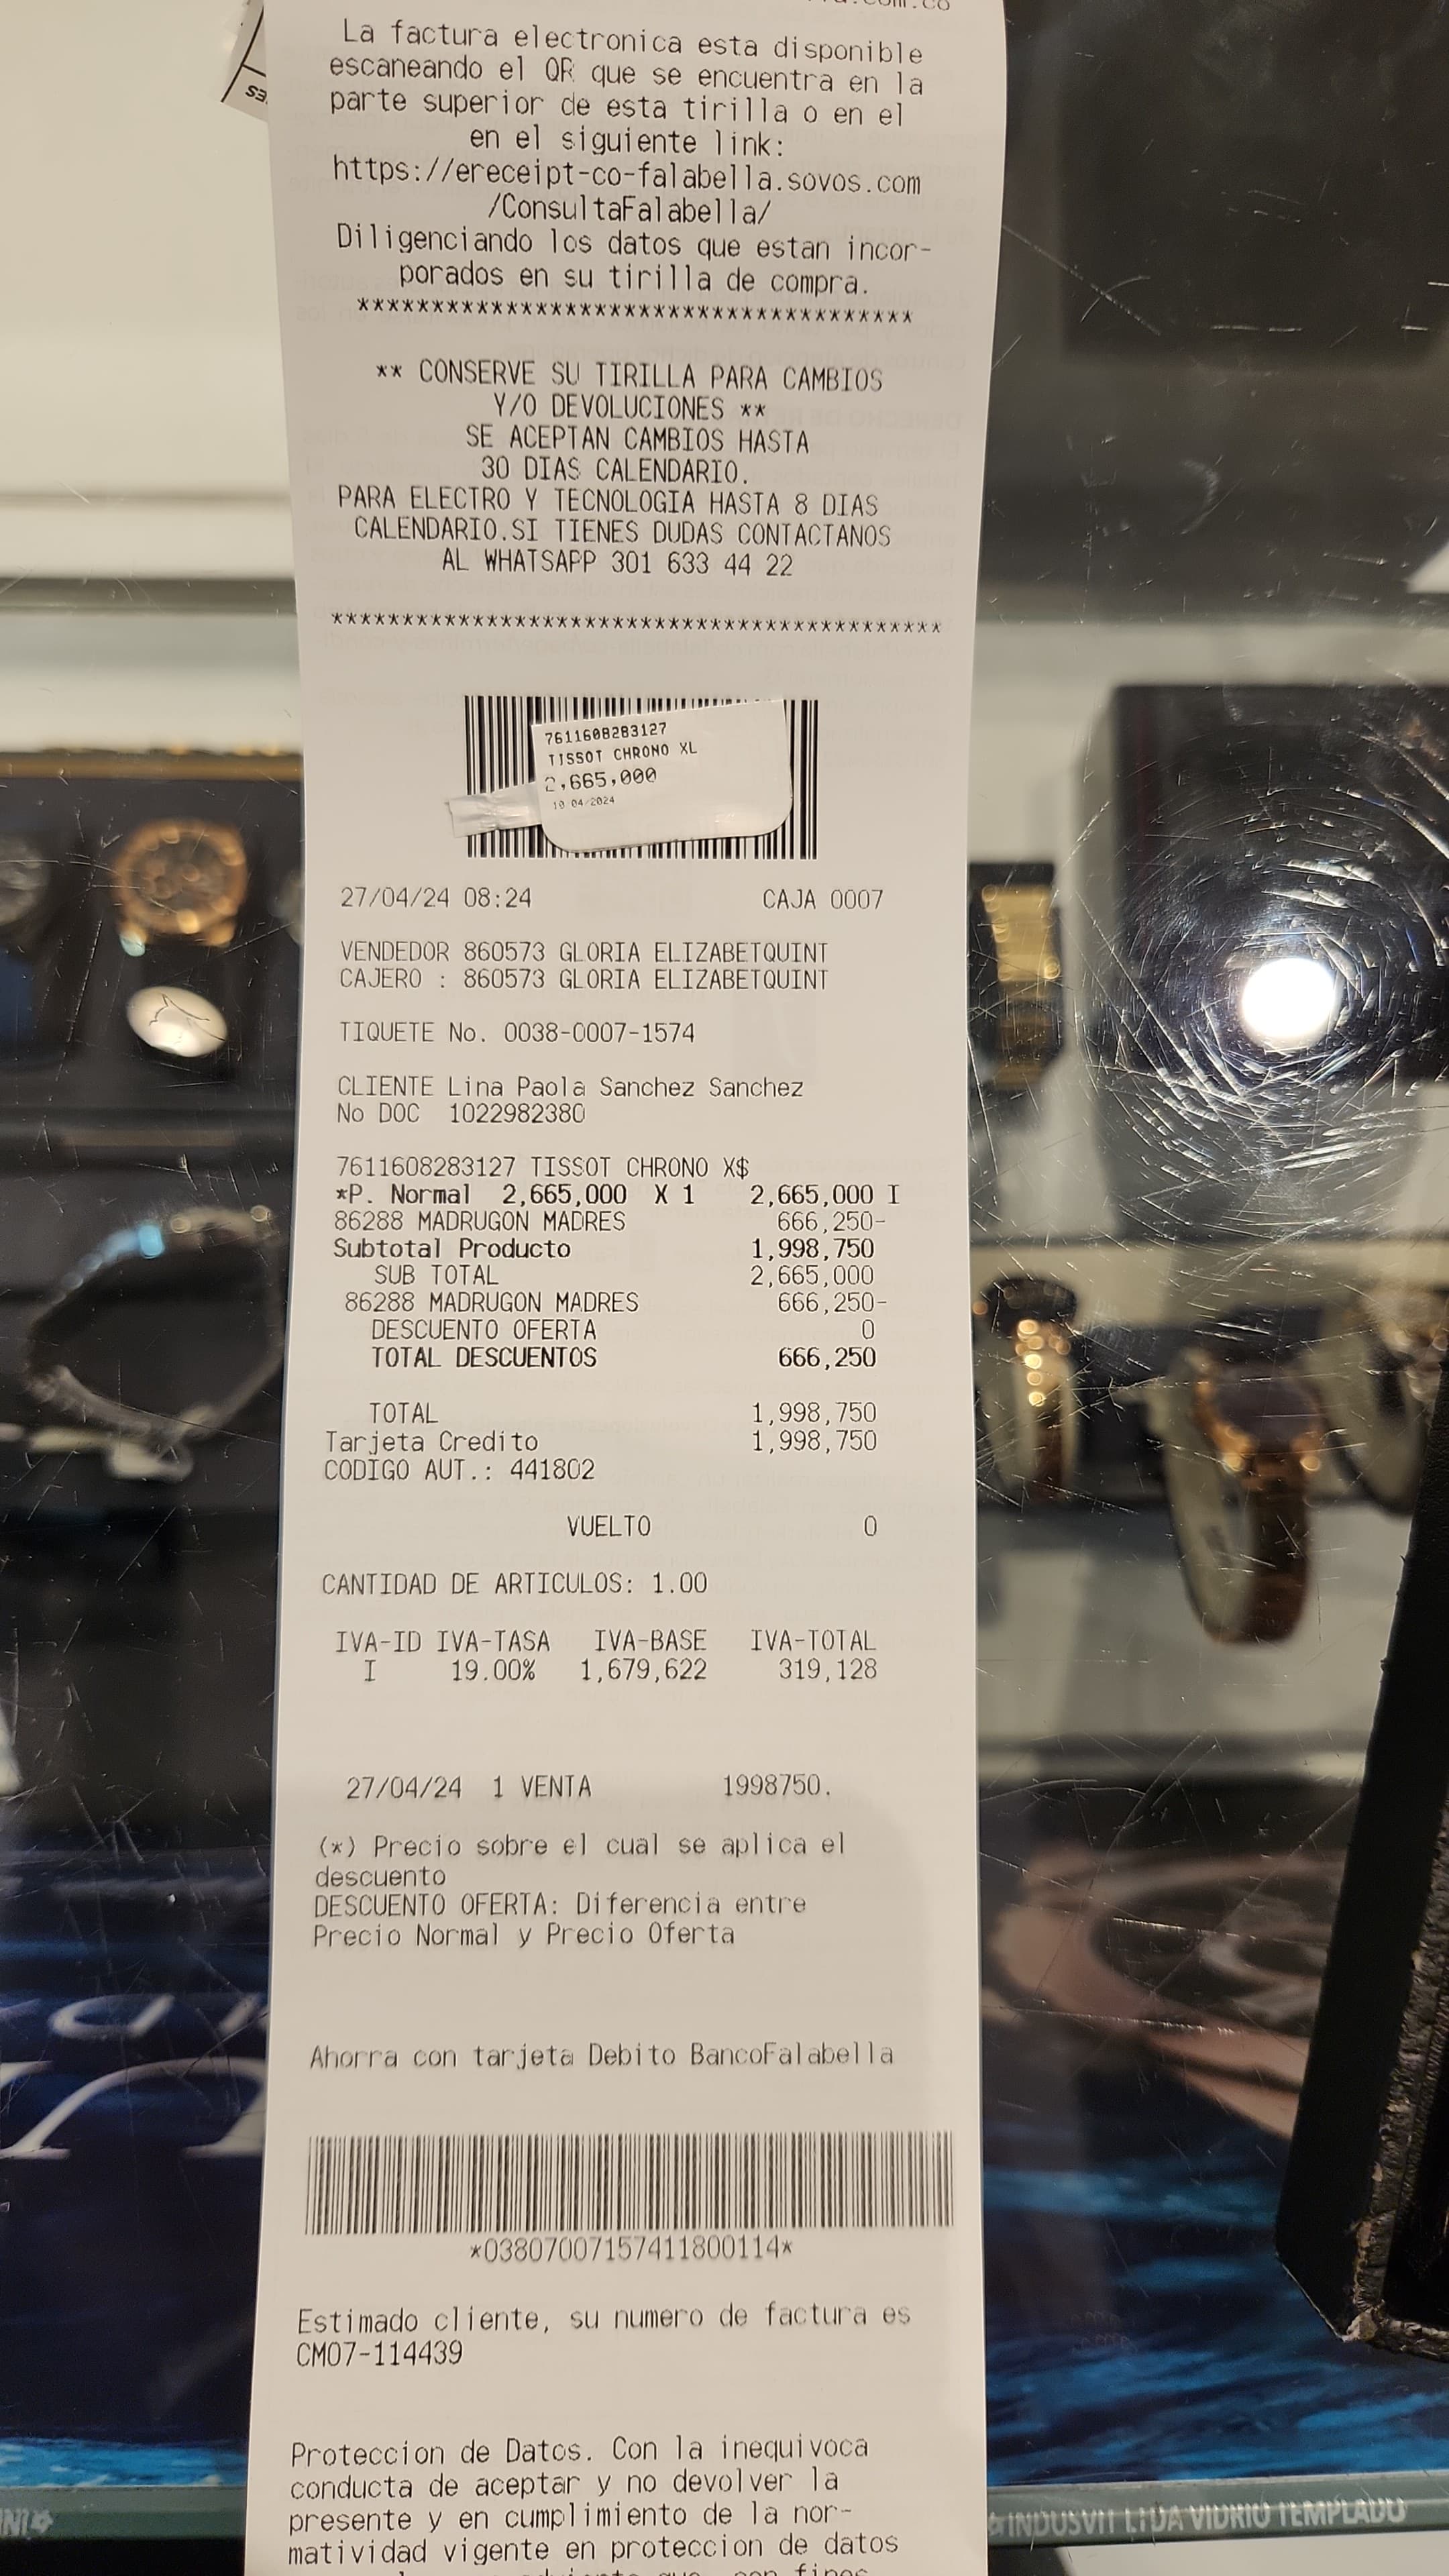 La factura electronica esta disponible
escaneando el QR que se encuentra en la
parte superior de esta tirilla o en el
en el siguiente link:
https://ereceipt-co-falabella.sovos.com
/ConsultaFalabella/
Diligenciando los datos que estan incor-
porados en su tirilla de compra.
***************************************
** CONSERVE SU TIRILLA PARA CAMBIOS
Y/O DEVOLUCIONES **
SE ACEPTAN CAMBIOS HASTA
30 DIAS CALENDARIO.
PARA ELECTRO Y TECNOLOGIA HASTA 8 DIAS
CALENDARIO.SI TIENES DUDAS CONTACTANOS
AL WHATSAPP 301 633 44 22
*******************************************
7611608283127
TISSOT CHRONO XL
2,665,000
10 04/2024
27/04/24 08:24 CAJA 0007
VENDEDOR 860573 GLORIA ELIZABETQUINT
CAJERO : 860573 GLORIA ELIZABETQUINT
TIQUETE No. 0038-0007-1574
CLIENTE Lina Paola Sanchez Sanchez
No DOC 1022982380
7611608283127 TISSOT CHRONO X$
*P. Normal 2,665,000 X 1 2,665,000 I
86288 MADRUGON MADRES 666,250-
Subtotal Producto 1,998,750
SUB TOTAL 2,665,000
86288 MADRUGON MADRES 666,250-
DESCUENTO OFERTA 0
TOTAL DESCUENTOS 666,250
TOTAL 1,998,750
Tarjeta Credito 1,998,750
CODIGO AUT.: 441802
VUELTO 0
CANTIDAD DE ARTICULOS: 1.00
IVA-ID IVA-TASA IVA-BASE IVA-TOTAL
I 19.00% 1,679,622 319,128
27/04/24 1 VENTA 1998750.
(*) Precio sobre el cual se aplica el
descuento
DESCUENTO OFERTA: Diferencia entre
Precio Normal y Precio Oferta
Ahorra con tarjeta Debito BancoFalabella
*03807007157411800114*
Estimado cliente, su numero de factura es
CM07-114439
Proteccion de Datos. Con la inequivoca
conducta de aceptar y no devolver la
presente y en cumplimiento de la nor-
matividad vigente en proteccion de datos
INDUSVIT LTDA VIDRIO TEMPLADO